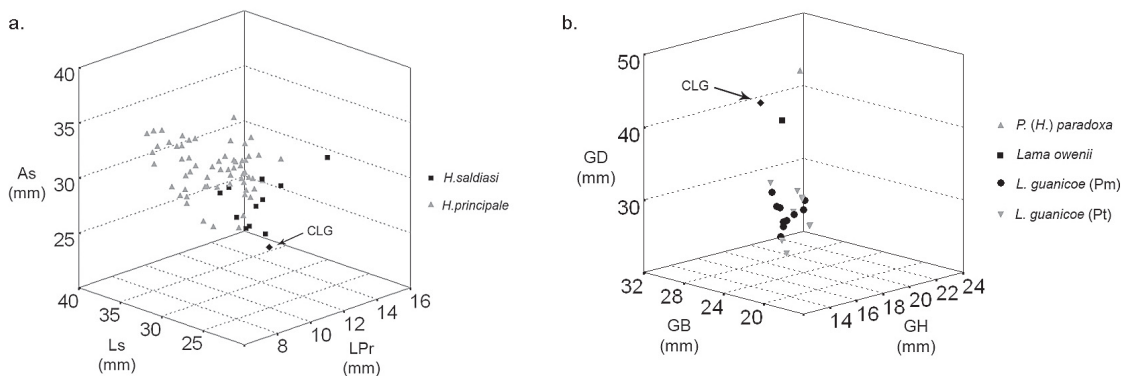 a.
40
35
30
25
As
(mm)
40
35
30
25
Ls
(mm)
8
10
12
14
16
LPr
(mm)
CLG
H.saldiasi
H.principale
b.
50
40
30
GD
(mm)
32
28
24
20
GB
(mm)
14
16
18
20
22
24
GH
(mm)
CLG
P. (H.) paradoxa
Lama owenii
L. guanicoe (Pm)
L. guanicoe (Pt)